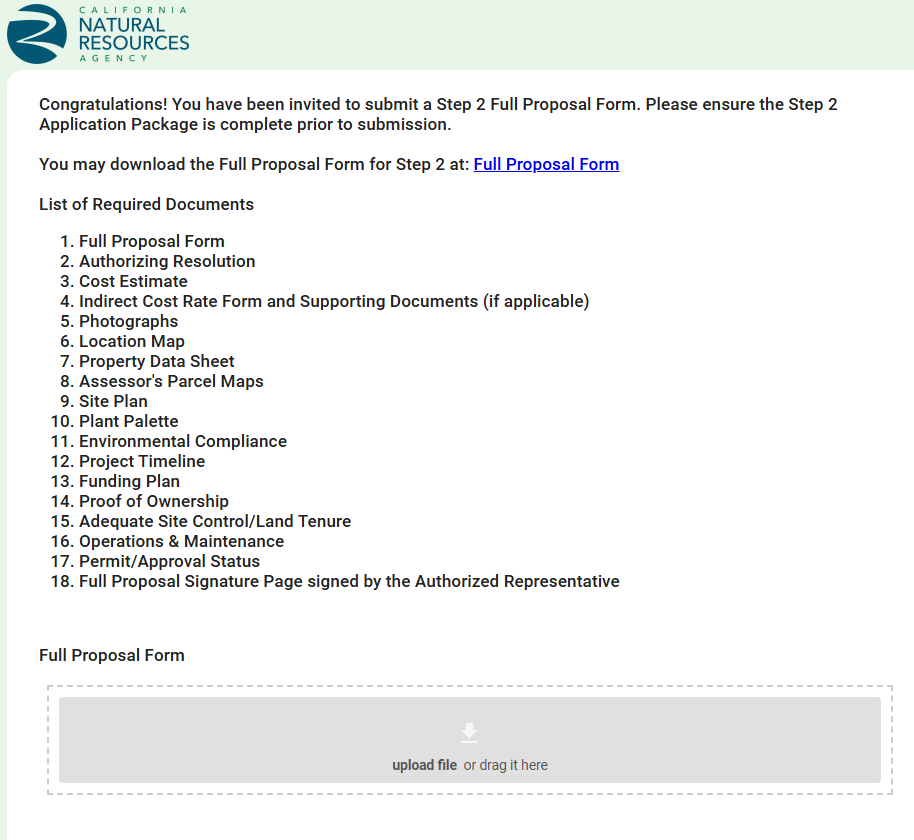 CALIFORNIA
NATURAL
RESOURCES
AGENCY
Congratulations! You have been invited to submit a Step 2 Full Proposal Form. Please ensure the Step 2
Application Package is complete prior to submission.
You may download the Full Proposal Form for Step 2 at: Full Proposal Form
List of Required Documents
1. Full Proposal Form
2. Authorizing Resolution
3. Cost Estimate
4. Indirect Cost Rate Form and Supporting Documents (if applicable)
5. Photographs
6. Location Map
7. Property Data Sheet
8. Assessor's Parcel Maps
9. Site Plan
10. Plant Palette
11. Environmental Compliance
12. Project Timeline
13. Funding Plan
14. Proof of Ownership
15. Adequate Site Control/Land Tenure
16. Operations & Maintenance
17. Permit/Approval Status
18. Full Proposal Signature Page signed by the Authorized Representative
Full Proposal Form
upload file or drag it here